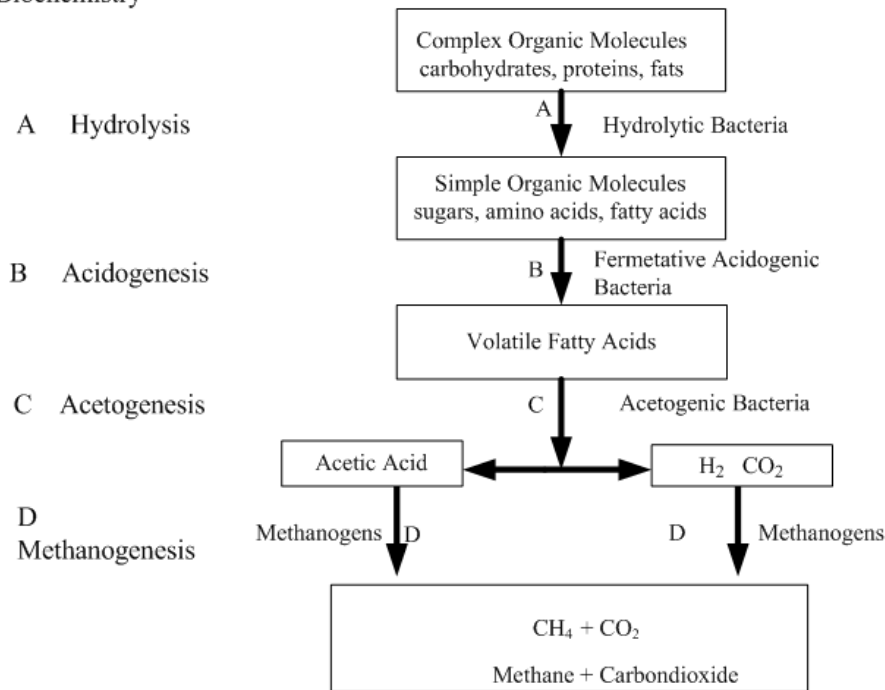 Biochemistry
Complex Organic Molecules
carbohydrates, proteins, fats
A
A Hydrolysis
Hydrolytic Bacteria
Simple Organic Molecules
sugars, amino acids, fatty acids
B Acidogenesis
B
Fermetative Acidogenic
Bacteria
Volatile Fatty Acids
C Acetogenesis
C
Acetogenic Bacteria
Acetic Acid
H₂ CO₂
D
Methanogenesis
Methanogens D
D Methanogens
CH₄ + CO₂
Methane + Carbondioxide